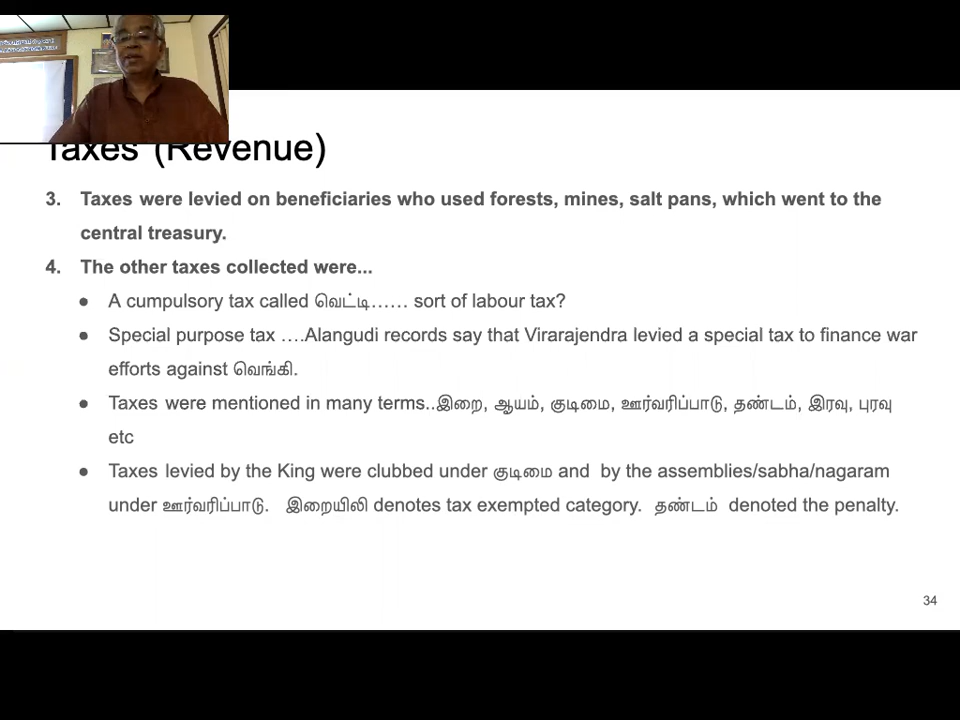 Taxes (Revenue)
3. Taxes were levied on beneficiaries who used forests, mines, salt pans, which went to the
central treasury.
4. The other taxes collected were...
● A cumpulsory tax called வெட்டி…… sort of labour tax?
● Special purpose tax ….Alangudi records say that Virarajendra levied a special tax to finance war
efforts against வெங்கி.
● Taxes were mentioned in many terms..இறை, ஆயம், குடிமை, ஊர்வரிப்பாடு, தண்டம், இரவு, புரவு
etc
● Taxes levied by the King were clubbed under குடிமை and by the assemblies/sabha/nagaram
under ஊர்வரிப்பாடு. இறையிலி denotes tax exempted category. தண்டம் denoted the penalty.
34